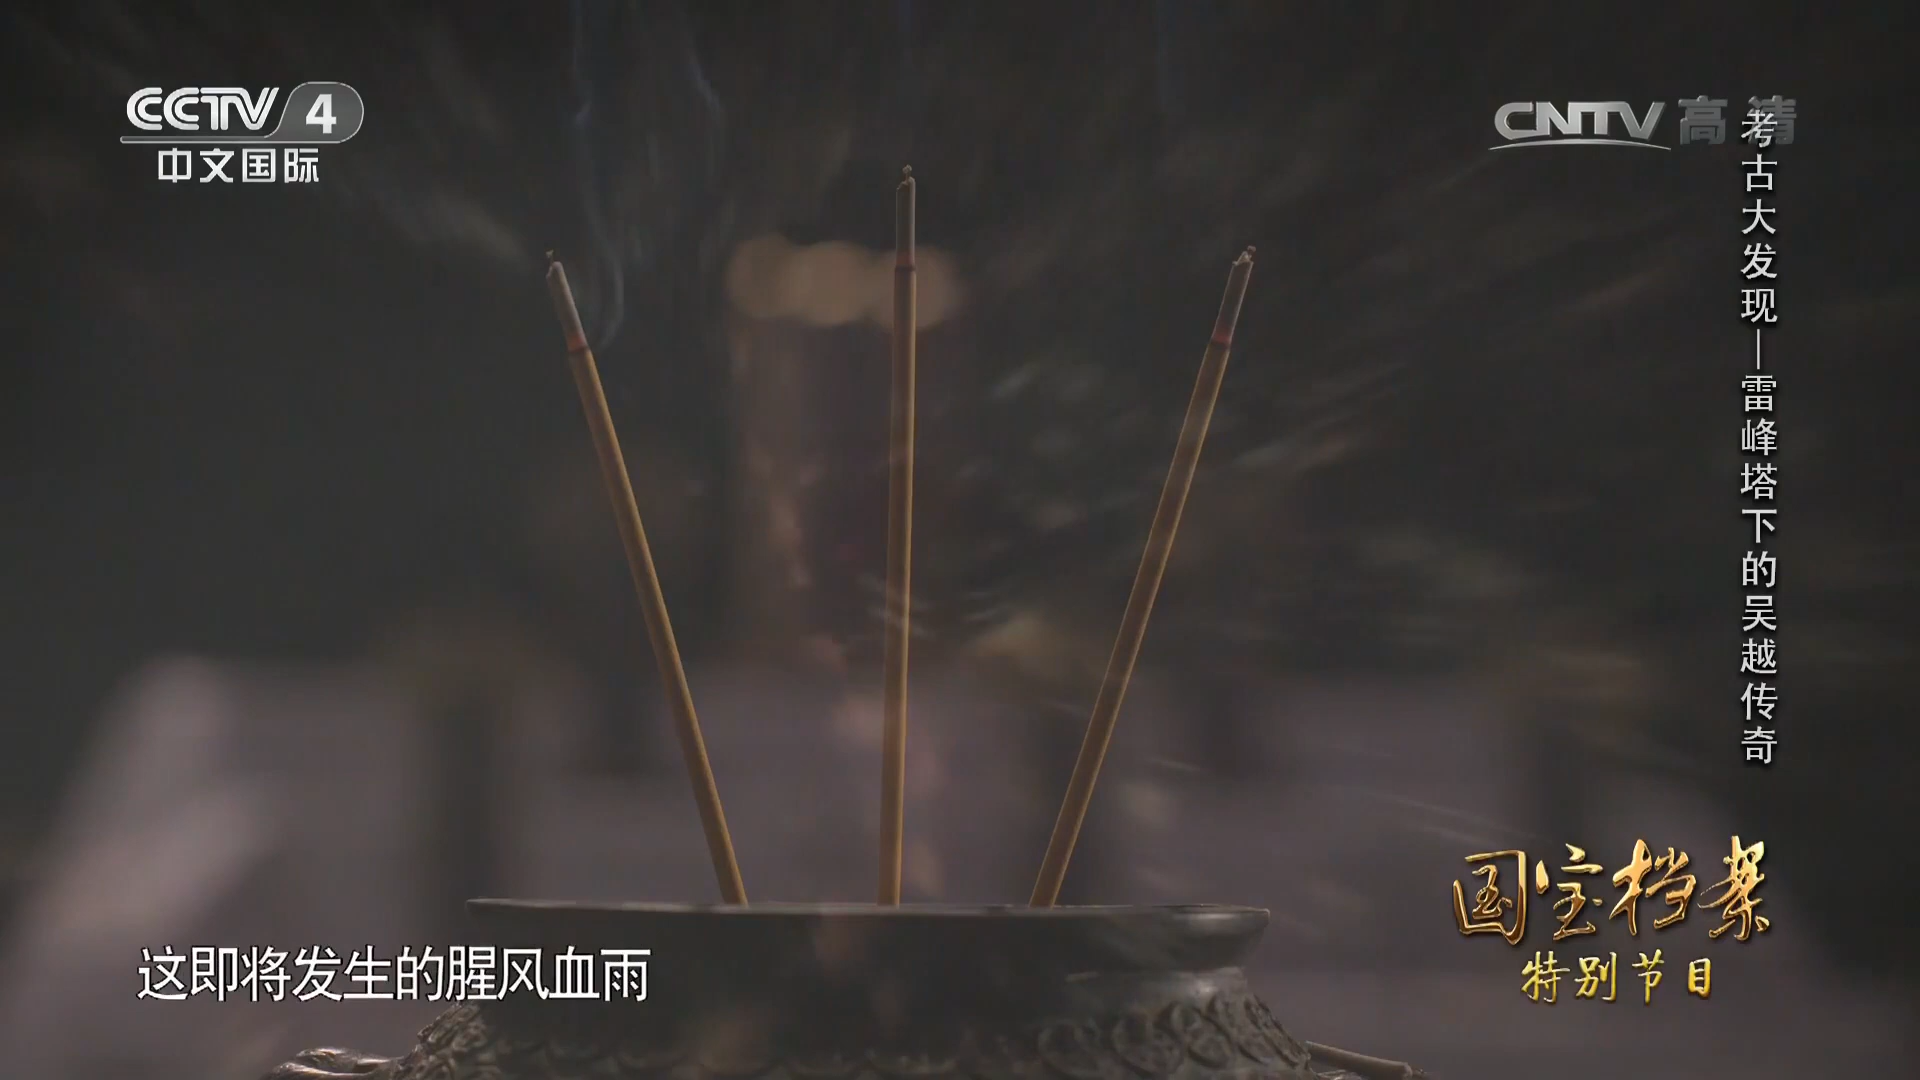 CCTV 4
中文国际
CNTV 高清
考古大发现—雷峰塔下的吴越传奇
国宝档案
特别节目
这即将发生的腥风血雨